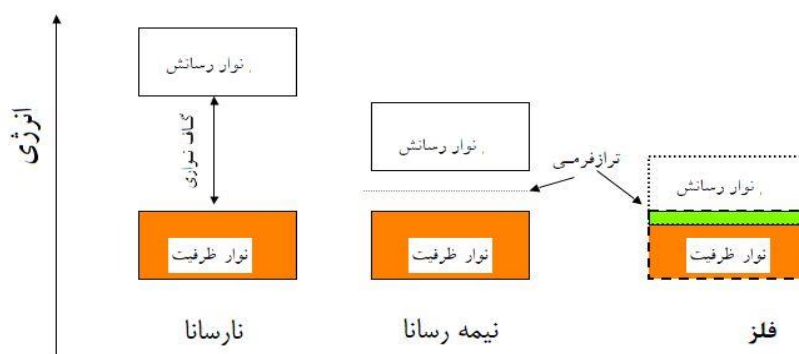 انرژی
نوار رسانش
گاف نواری
نوار ظرفیت
نارسانا
نوار رسانش
نوار ظرفیت
نیمه رسانا
ترازفرمی
نوار رسانش
نوار ظرفیت
فلز